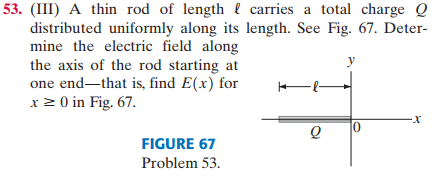 53. (III) A thin rod of length ℓ carries a total charge Q
distributed uniformly along its length. See Fig. 67. Deter-
mine the electric field along
the axis of the rod starting at
one end—that is, find E(x) for
x ≥ 0 in Fig. 67.
y
ℓ
x
0
Q
FIGURE 67
Problem 53.